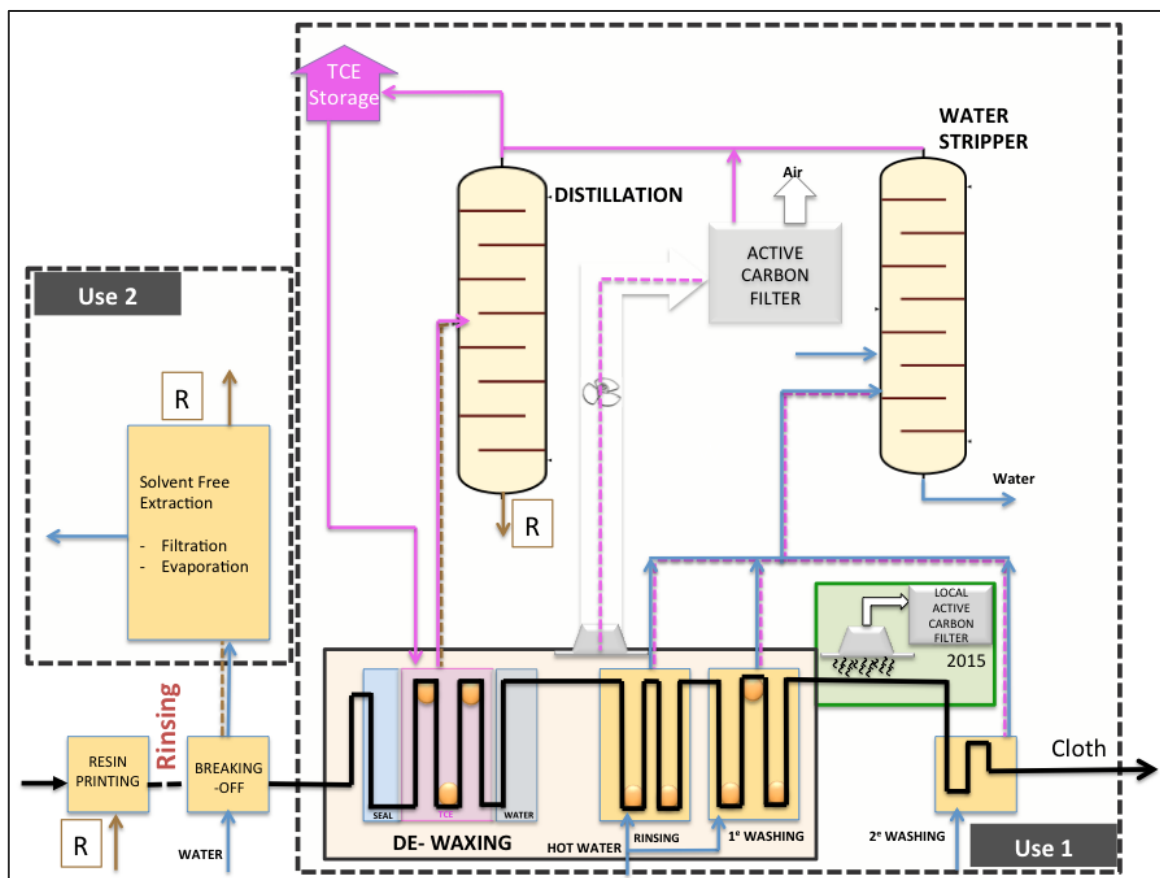 TCE
Storage
WATER
STRIPPER
Air
DISTILLATION
ACTIVE
CARBON
FILTER
Use 2
R
Solvent Free
Extraction
- Filtration
- Evaporation
R
Water
LOCAL
ACTIVE
CARBON
FILTER
2015
Rinsing
RESIN
PRINTING
BREAKING
-OFF
Cloth
SEAL
TCE
WATER
R
WATER
DE- WAXING
HOT WATER
RINSING
1e WASHING
2e WASHING
Use 1